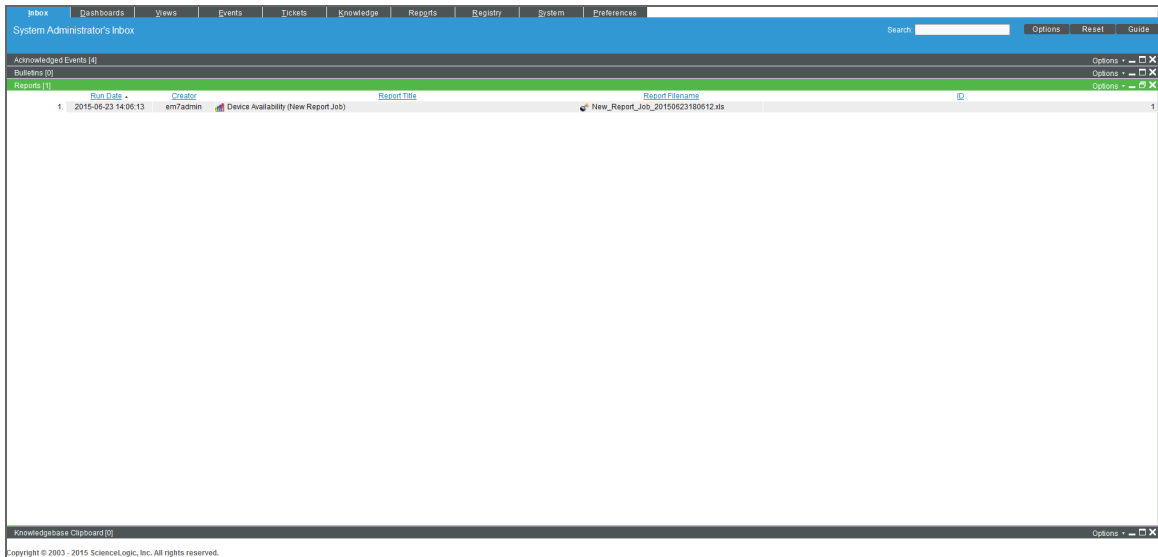 Inbox Dashboards Views Events Tickets Knowledge Reports Registry System Preferences
System Administrator's Inbox Search: Options Reset Guide
Acknowledged Events [4] Options
Bulletins [0] Options
Reports [1] Options
Run Date Creator Report Title Report Filename ID
1. 2015-06-23 14:06:13 em7admin Device Availability (New Report Job) New_Report_Job_20150623180612.xls 1
Knowledgebase Clipboard [0] Options
Copyright © 2003 - 2015 ScienceLogic, Inc. All rights reserved.